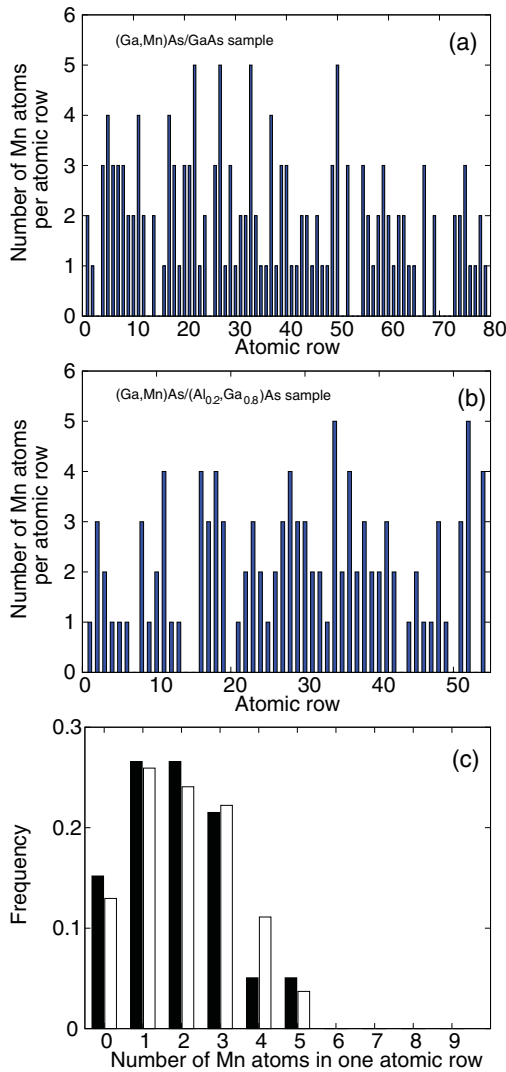 (Ga,Mn)As/GaAs sample
(a)
6
5
4
3
2
1
0
Number of Mn atoms
per atomic row
0 10 20 30 40 50 60 70 80
Atomic row
(Ga,Mn)As/(Al0.2,Ga0.8)As sample
(b)
6
5
4
3
2
1
0
Number of Mn atoms
per atomic row
0 10 20 30 40 50
Atomic row
(c)
0.3
0.2
0.1
0
Frequency
0 1 2 3 4 5 6 7 8 9
Number of Mn atoms in one atomic row